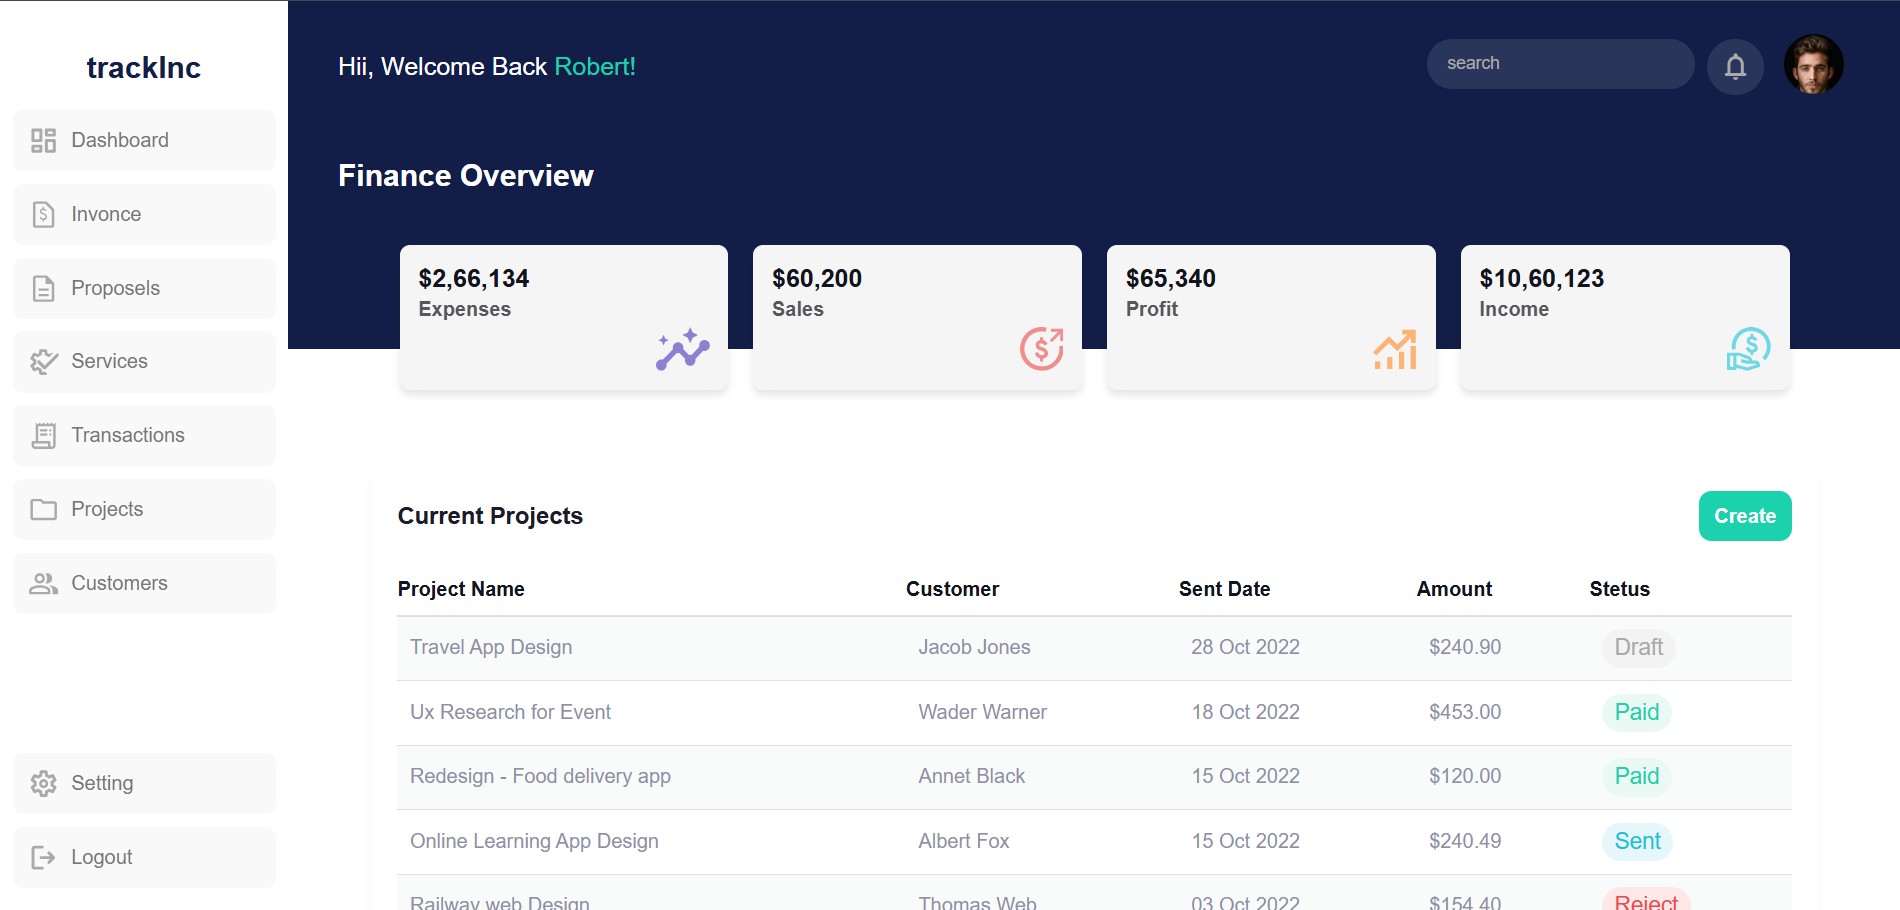 trackInc
Dashboard
Invonce
Proposels
Services
Transactions
Projects
Customers
Setting
Logout
Hii, Welcome Back Robert!
search
Finance Overview
$2,66,134
Expenses
$60,200
Sales
$65,340
Profit
$10,60,123
Income
Current Projects
Create
Project Name Customer Sent Date Amount Stetus
Travel App Design Jacob Jones 28 Oct 2022 $240.90 Draft
Ux Research for Event Wader Warner 18 Oct 2022 $453.00 Paid
Redesign - Food delivery app Annet Black 15 Oct 2022 $120.00 Paid
Online Learning App Design Albert Fox 15 Oct 2022 $240.49 Sent
Railway web Design Thomas Web 03 Oct 2022 $154.40 Reject